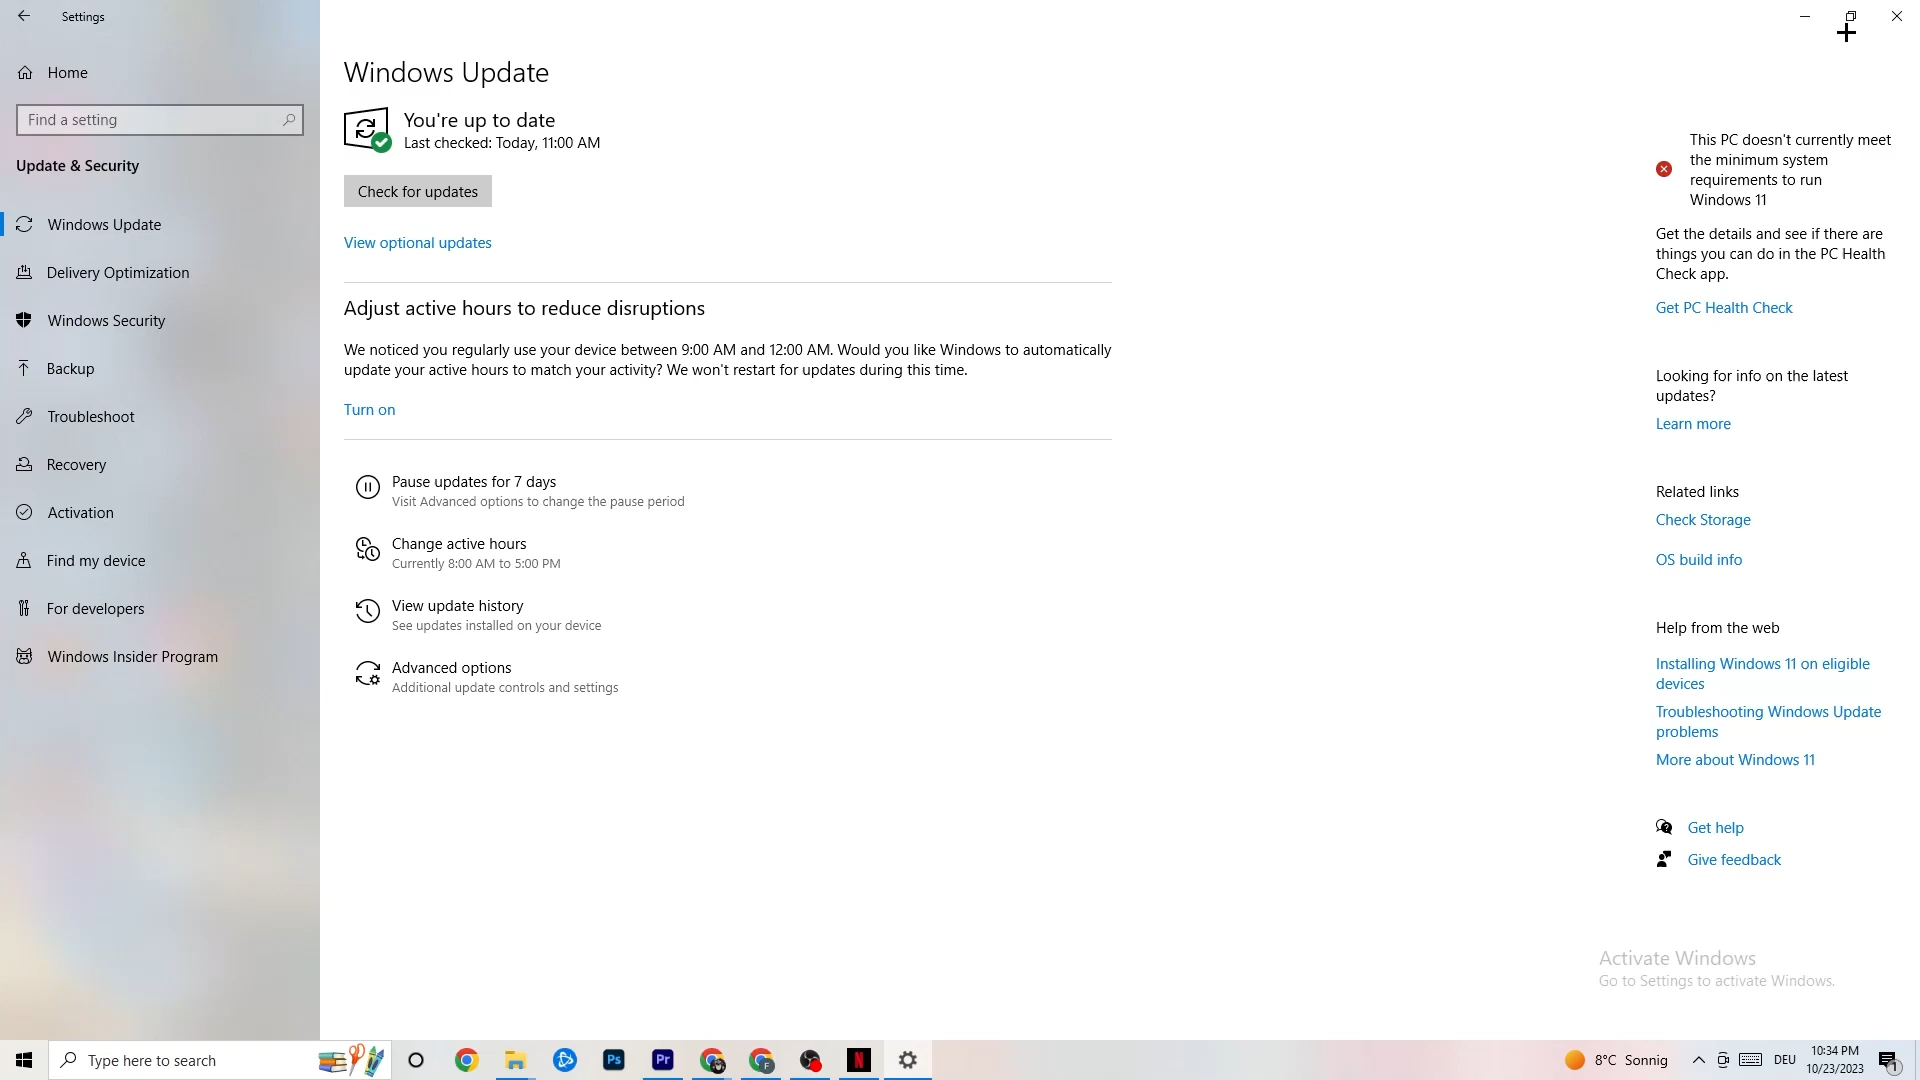 Settings
Home
Find a setting
Update & Security
Windows Update
Delivery Optimization
Windows Security
Backup
Troubleshoot
Recovery
Activation
Find my device
For developers
Windows Insider Program
Windows Update
You're up to date
Last checked: Today, 11:00 AM
Check for updates
View optional updates
Adjust active hours to reduce disruptions
We noticed you regularly use your device between 9:00 AM and 12:00 AM. Would you like Windows to automatically
update your active hours to match your activity? We won't restart for updates during this time.
Turn on
Pause updates for 7 days
Visit Advanced options to change the pause period
Change active hours
Currently 8:00 AM to 5:00 PM
View update history
See updates installed on your device
Advanced options
Additional update controls and settings
This PC doesn't currently meet
the minimum system
requirements to run
Windows 11
Get the details and see if there are
things you can do in the PC Health
Check app.
Get PC Health Check
Looking for info on the latest
updates?
Learn more
Related links
Check Storage
OS build info
Help from the web
Installing Windows 11 on eligible
devices
Troubleshooting Windows Update
problems
More about Windows 11
Get help
Give feedback
Activate Windows
Go to Settings to activate Windows.
Type here to search
Ps
Pr
F
N
8°C Sonnig
DEU
10:34 PM
10/23/2023
1